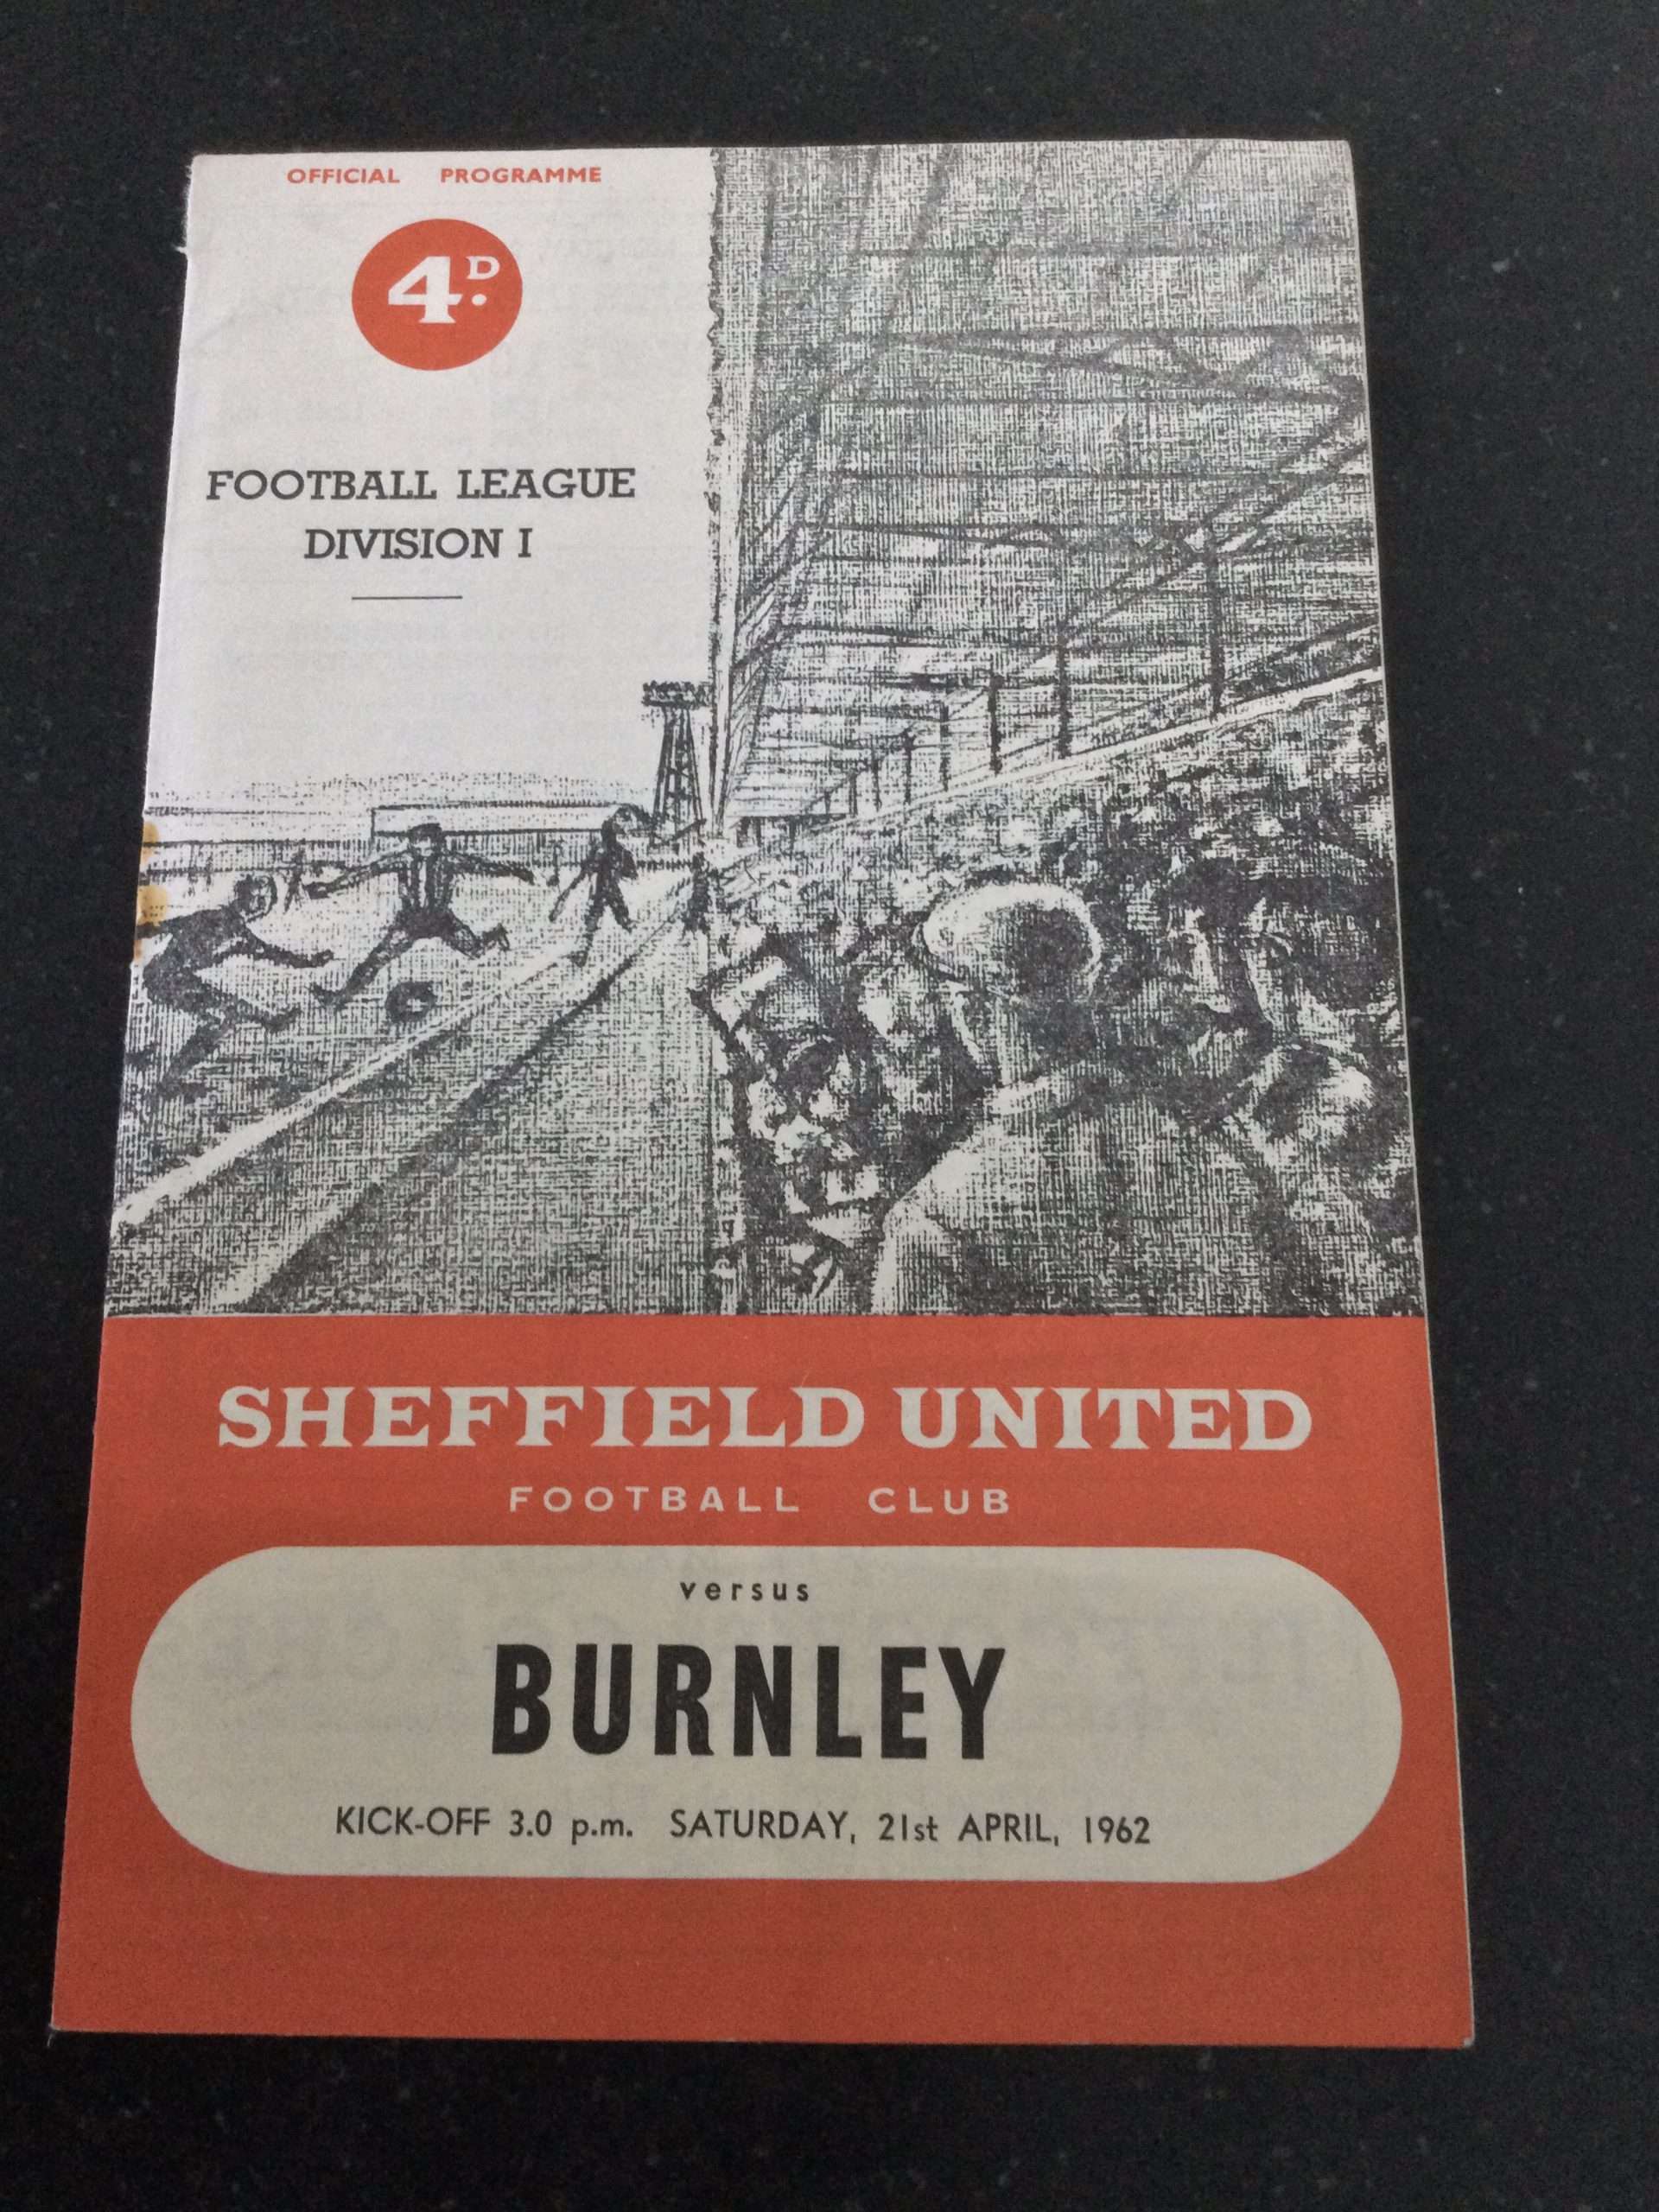 OFFICIAL PROGRAMME
4D.
FOOTBALL LEAGUE
DIVISION I
SHEFFIELD UNITED
FOOTBALL CLUB
versus
BURNLEY
KICK-OFF 3.0 p.m. SATURDAY, 21st APRIL, 1962